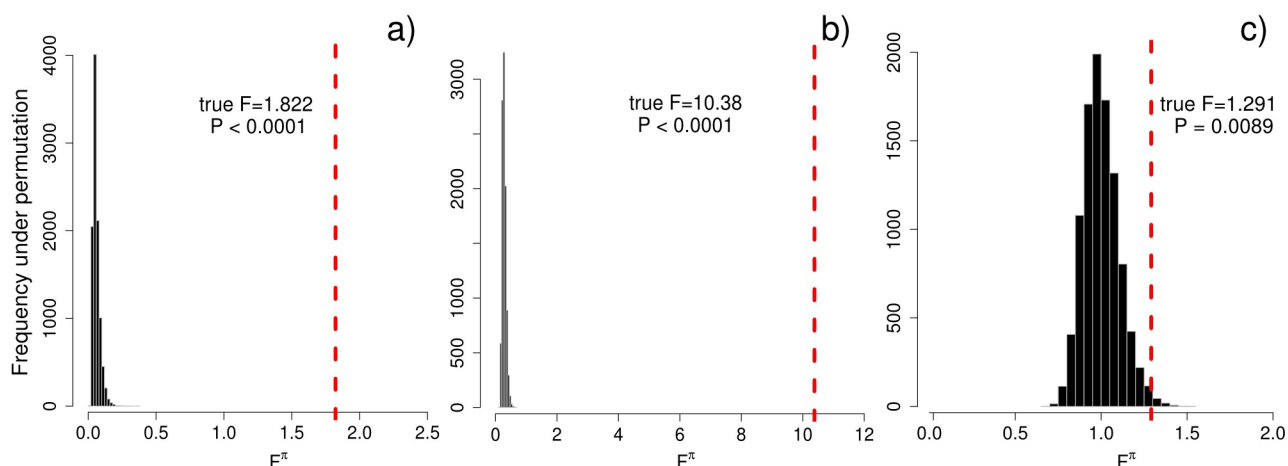 a)
Frequency under permutation
0
1000
2000
3000
4000
true F=1.822
P < 0.0001
0.0 0.5 1.0 1.5 2.0 2.5
F^π
b)
0
500
1000
2000
3000
true F=10.38
P < 0.0001
0 2 4 6 8 10 12
F^π
c)
0
500
1000
1500
2000
true F=1.291
P = 0.0089
0.0 0.5 1.0 1.5 2.0
F^π